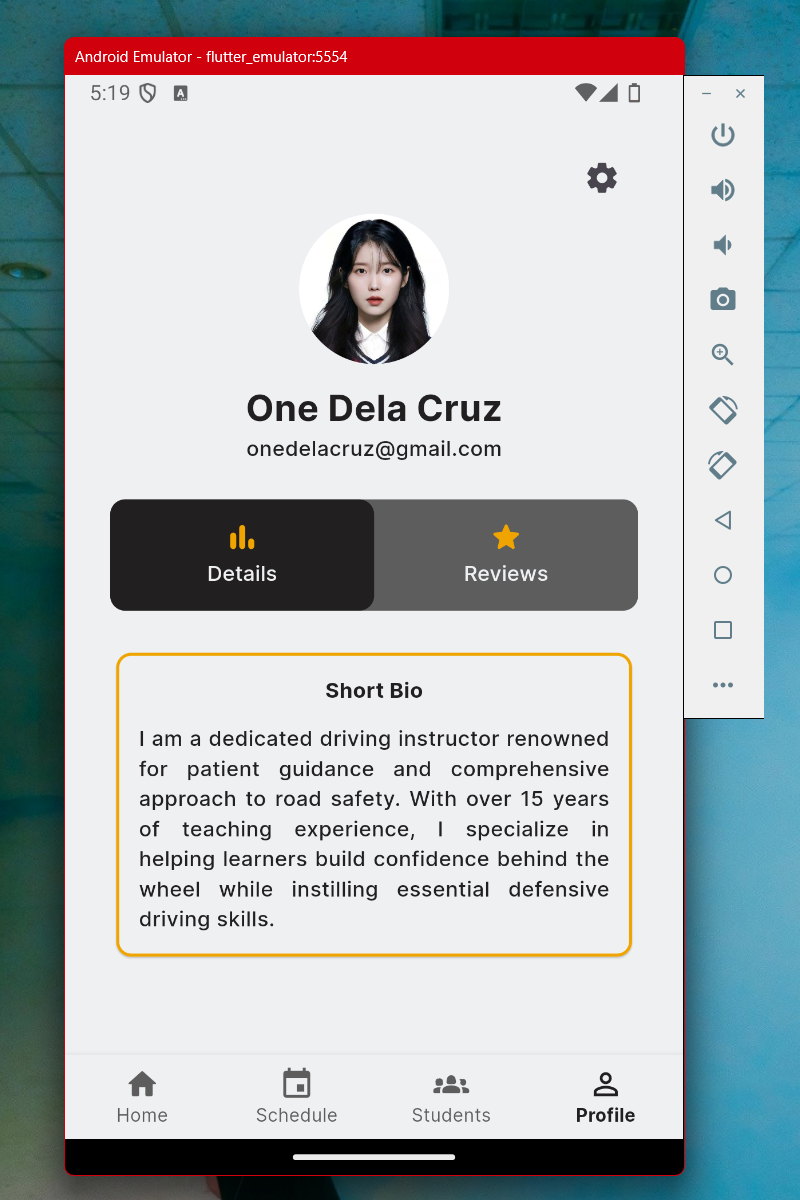 Android Emulator - flutter_emulator:5554
5:19
A
One Dela Cruz
onedelacruz@gmail.com
Details
Reviews
Short Bio
I am a dedicated driving instructor renowned
for patient guidance and comprehensive
approach to road safety. With over 15 years
of teaching experience, I specialize in
helping learners build confidence behind the
wheel while instilling essential defensive
driving skills.
Home
Schedule
Students
Profile